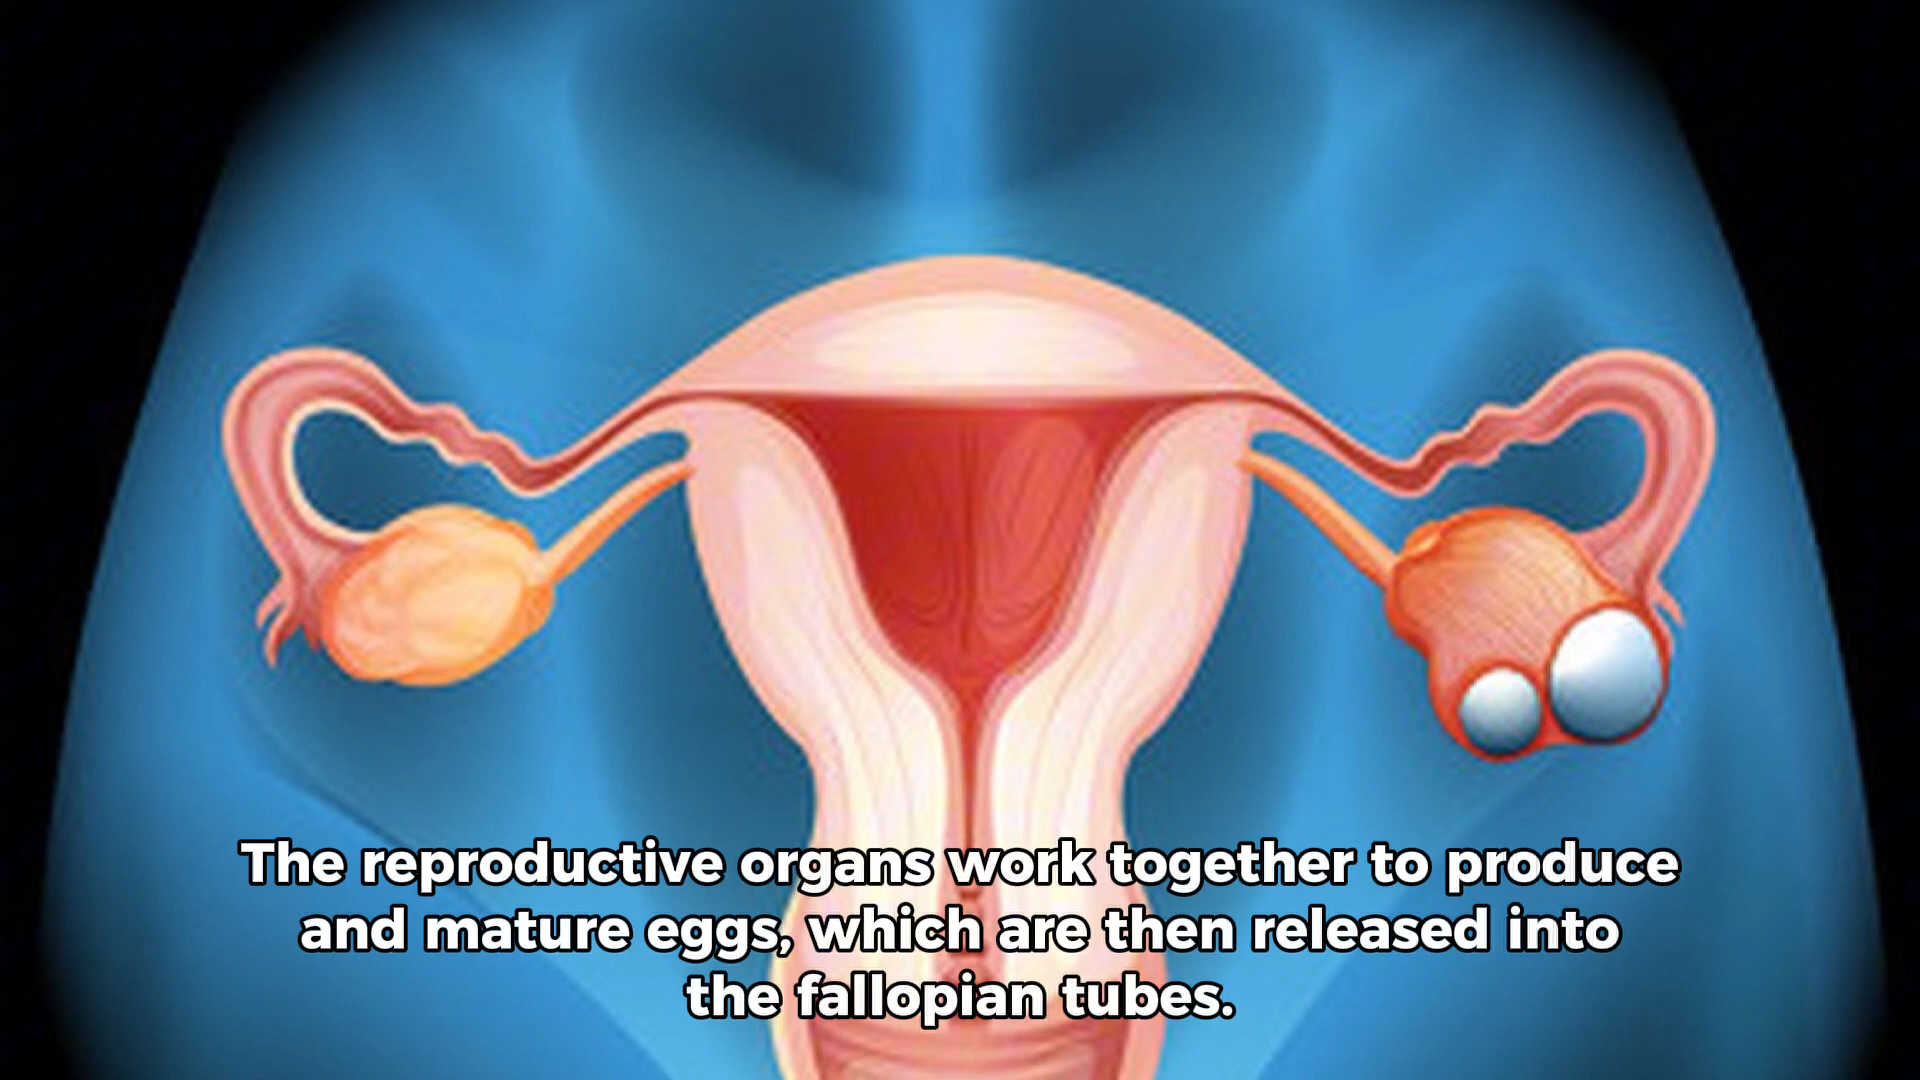 The reproductive organs work together to produce
and mature eggs, which are then released into
the fallopian tubes.